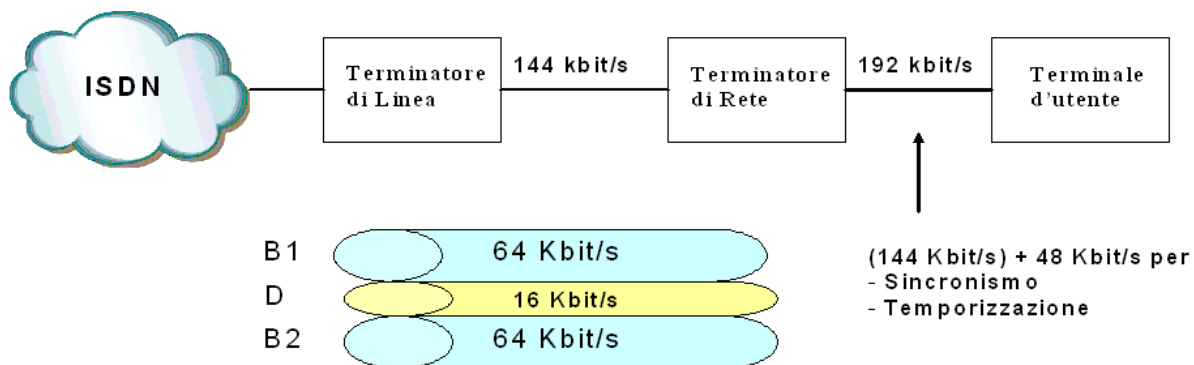 ISDN
Terminatore
di Linea
144 kbit/s
Terminatore
di Rete
192 kbit/s
Terminale
d'utente
B1
64 Kbit/s
D
16 Kbit/s
B2
64 Kbit/s
(144 Kbit/s) + 48 Kbit/s per
- Sincronismo
- Temporizzazione